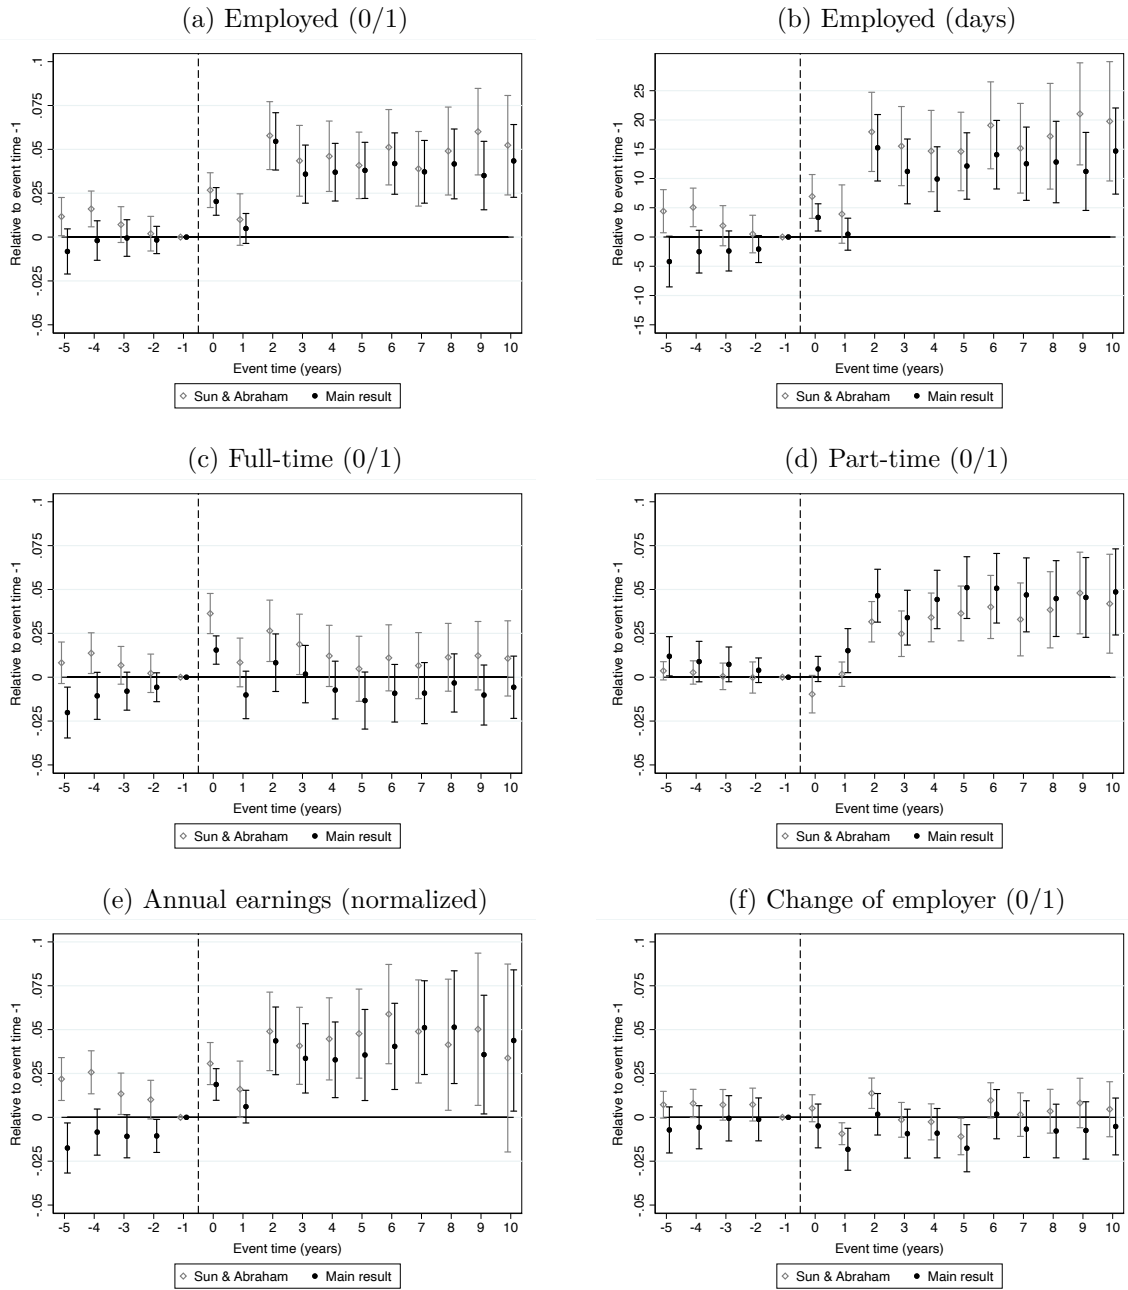 (a) Employed (0/1)
Relative to event time -1
.1
.075
.05
.025
0
-.025
-.05
-5 -4 -3 -2 -1 0 1 2 3 4 5 6 7 8 9 10
Event time (years)
Sun & Abraham Main result
(b) Employed (days)
Relative to event time -1
25
20
15
10
5
0
-5
-10
-15
-5 -4 -3 -2 -1 0 1 2 3 4 5 6 7 8 9 10
Event time (years)
Sun & Abraham Main result
(c) Full-time (0/1)
Relative to event time -1
.1
.075
.05
.025
0
-.025
-.05
-5 -4 -3 -2 -1 0 1 2 3 4 5 6 7 8 9 10
Event time (years)
Sun & Abraham Main result
(d) Part-time (0/1)
Relative to event time -1
.1
.075
.05
.025
0
-.025
-.05
-5 -4 -3 -2 -1 0 1 2 3 4 5 6 7 8 9 10
Event time (years)
Sun & Abraham Main result
(e) Annual earnings (normalized)
Relative to event time -1
.1
.075
.05
.025
0
-.025
-.05
-5 -4 -3 -2 -1 0 1 2 3 4 5 6 7 8 9 10
Event time (years)
Sun & Abraham Main result
(f) Change of employer (0/1)
Relative to event time -1
.1
.075
.05
.025
0
-.025
-.05
-5 -4 -3 -2 -1 0 1 2 3 4 5 6 7 8 9 10
Event time (years)
Sun & Abraham Main result